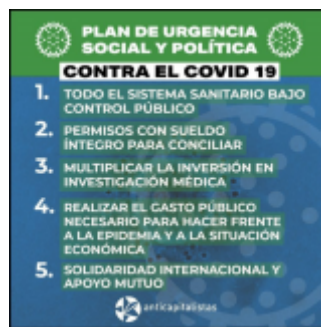 PLAN DE URGENCIA
SOCIAL Y POLÍTICA
CONTRA EL COVID 19
1. TODO EL SISTEMA SANITARIO BAJO
CONTROL PÚBLICO
2. PERMISOS CON SUELDO
ÍNTEGRO PARA CONCILIAR
3. MULTIPLICAR LA INVERSIÓN EN
INVESTIGACIÓN MÉDICA
4. REALIZAR EL GASTO PÚBLICO
NECESARIO PARA HACER FRENTE
A LA EPIDEMIA Y A LA SITUACIÓN
ECONÓMICA
5. SOLIDARIDAD INTERNACIONAL Y
APOYO MUTUO
anticapitalistas